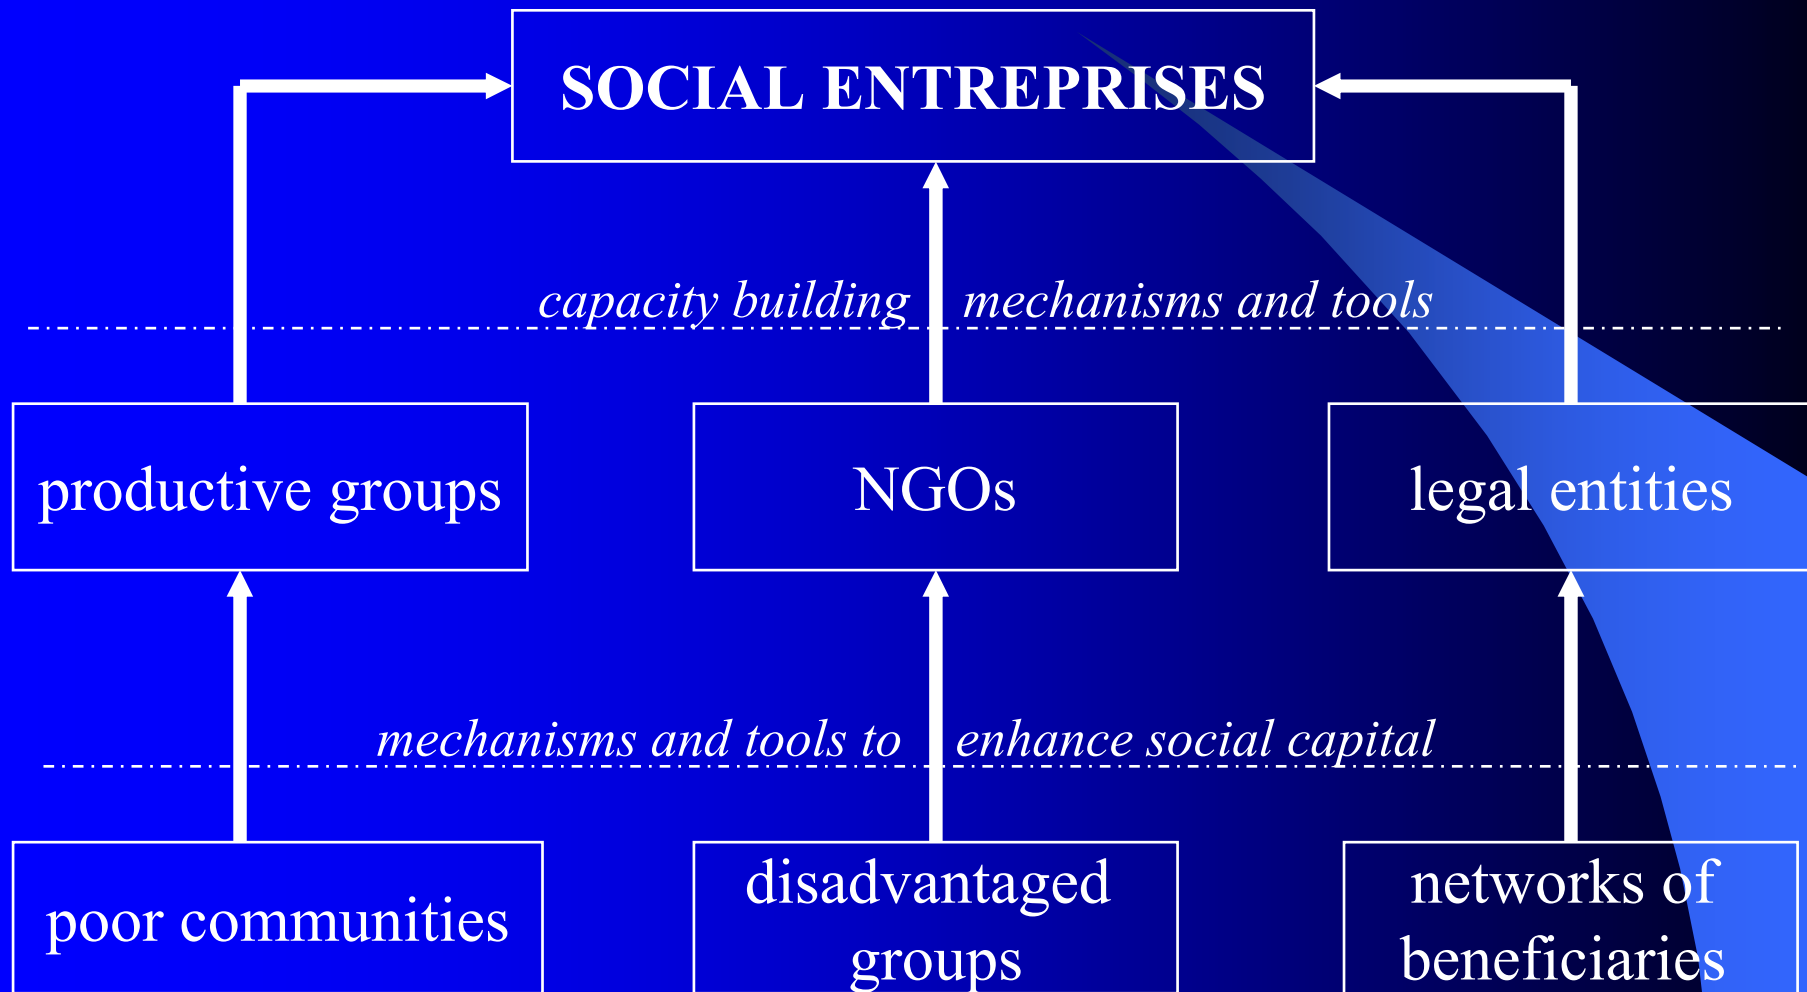 SOCIAL ENTREPRISES
capacity building mechanisms and tools
productive groups
NGOs
legal entities
mechanisms and tools to enhance social capital
poor communities
disadvantaged
groups
networks of
beneficiaries